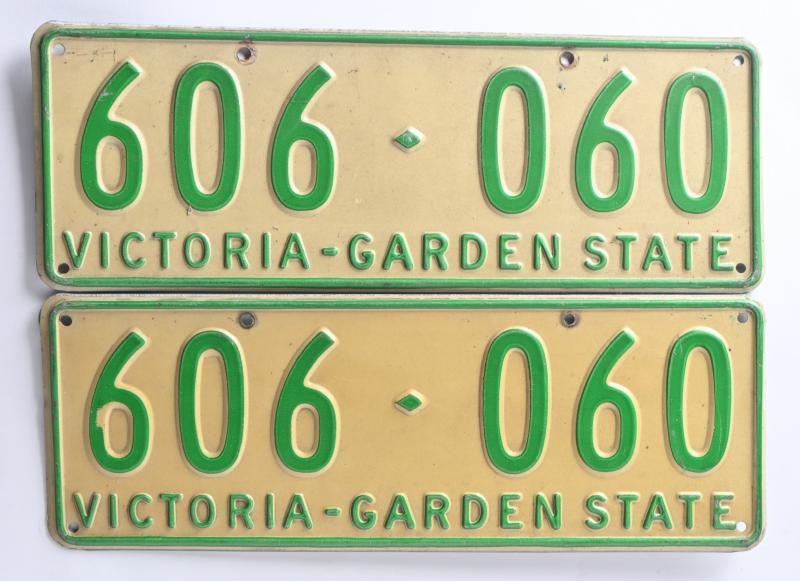 606 · 060
VICTORIA-GARDEN STATE
606 · 060
VICTORIA-GARDEN STATE